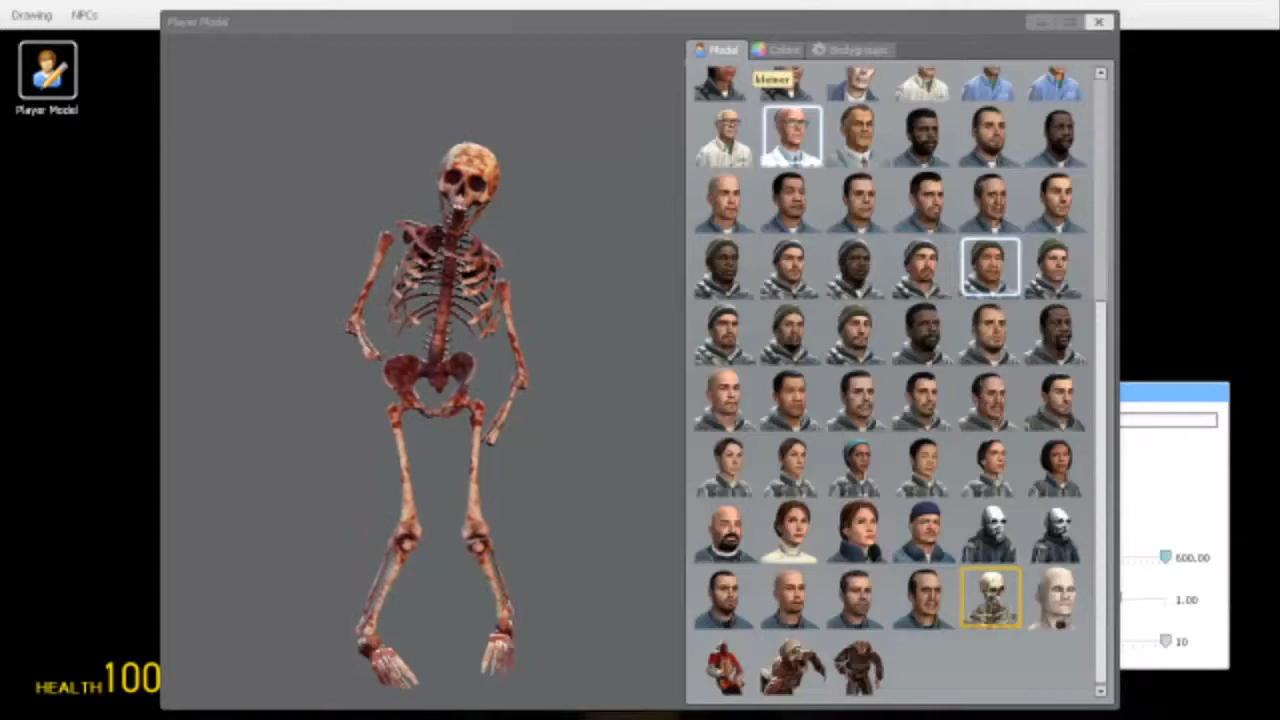 Drawing NPCs
Player Model
Model Colors Bodygroups
kleiner
Player Model
600.00
1.00
10
HEALTH 100